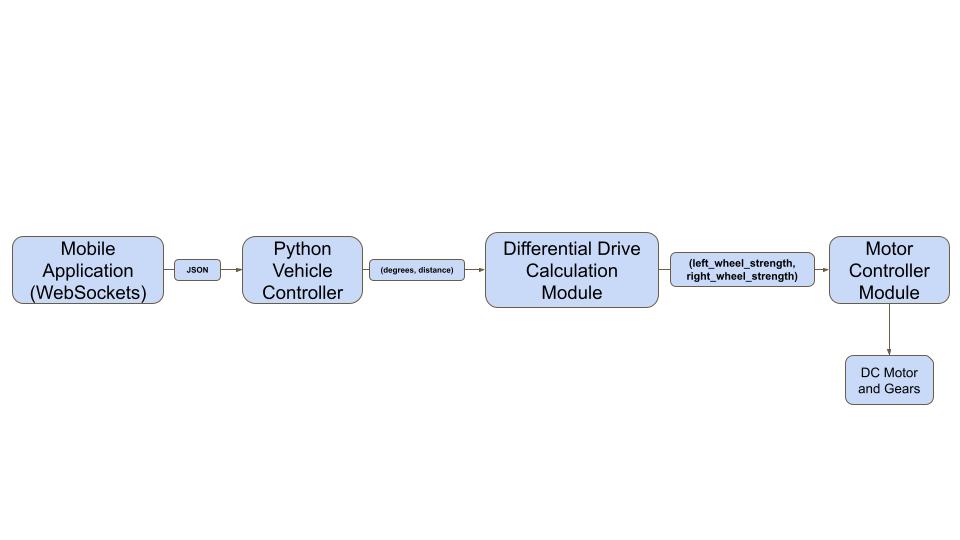 Mobile
Application
(WebSockets)
JSON
Python
Vehicle
Controller
(degrees, distance)
Differential Drive
Calculation
Module
(left_wheel_strength,
right_wheel_strength)
Motor
Controller
Module
DC Motor
and Gears